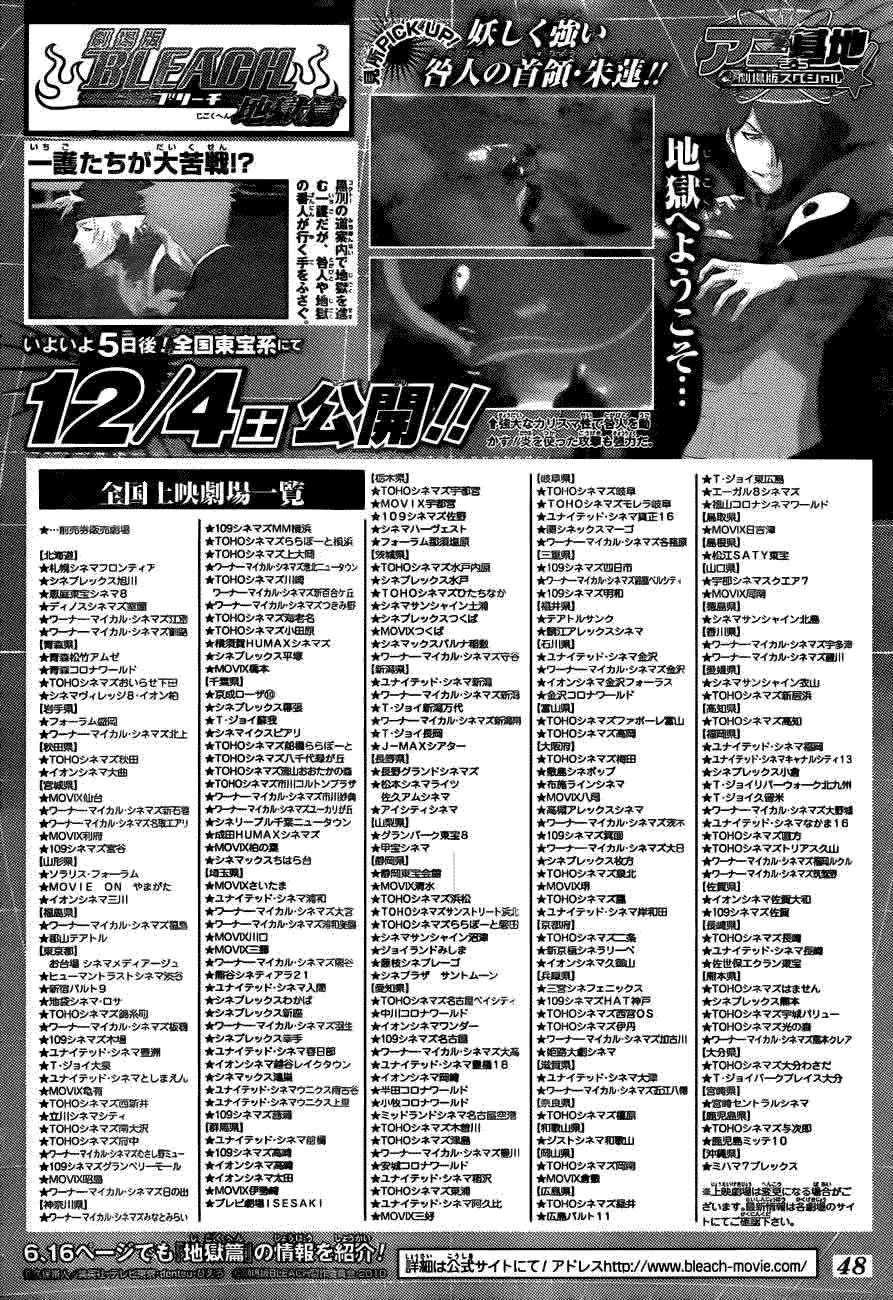 劇場版
BLEACH
ブリーチ
じごくへん
地獄篇
PICK UP!
妖しく強い
咎人の首領・朱蓮!!
劇場版スペシャル
地獄へようこそ…
いちご だいくせん
一護たちが大苦戦!?
黒刀の道案内で地獄を進
む一護だが、咎人や地獄
の番人が行く手をふさぐ。
いよいよ5日後!全国東宝系にて
12/4土 公開!!
⬆強大なカリスマ性で咎人を動
かす!炎を使った攻撃も強力だ。
全国上映劇場一覧
★…前売券販売劇場
【北海道】
★札幌シネマフロンティア
★シネプレックス旭川
★恵庭東宝シネマ8
★ディノスシネマズ室蘭
★ワーナー・マイカル・シネマズ江別
★ワーナー・マイカル・シネマズ釧路
【青森県】
★青森松竹アムゼ
★青森コロナワールド
★TOHOシネマズおいらせ下田
★シネマヴィレッジ8・イオン柏
【岩手県】
★フォーラム盛岡
★ワーナー・マイカル・シネマズ北上
【秋田県】
★TOHOシネマズ秋田
★イオンシネマ大曲
【宮城県】
★MOVIX仙台
★ワーナー・マイカル・シネマズ新石巻
★ワーナー・マイカル・シネマズ名取エアリ
★MOVIX利府
★109シネマズ富谷
【山形県】
★ソラリス・フォーラム
★MOVIE ON やまがた
★イオンシネマ三川
【福島県】
★ワーナー・マイカル・シネマズ福島
★郡山テアトル
【東京都】
お台場 シネマメディアージュ
★ヒューマントラストシネマ渋谷
★新宿バルト9
★池袋シネマ・ロサ
★TOHOシネマズ錦糸町
★ワーナー・マイカル・シネマズ板橋
★109シネマズ木場
★ユナイテッド・シネマ豊洲
★T・ジョイ大泉
★ユナイテッド・シネマとしまえん
★MOVIX亀有
★TOHOシネマズ西新井
★立川シネマシティ
★TOHOシネマズ南大沢
★TOHOシネマズ府中
★ワーナー・マイカル・シネマズむさし野ミュー
★109シネマズグランベリーモール
★MOVIX昭島
★ワーナー・マイカル・シネマズ日の出
【神奈川県】
★ワーナー・マイカル・シネマズみなとみらい
★109シネマズMM横浜
★TOHOシネマズららぽーと横浜
★TOHOシネマズ上大岡
★ワーナー・マイカル・シネマズ港北ニュータウン
★TOHOシネマズ川崎
ワーナー・マイカル・シネマズ新百合ケ丘
★ワーナー・マイカル・シネマズつきみ野
★TOHOシネマズ海老名
★TOHOシネマズ小田原
★横須賀HUMAXシネマズ
★シネプレックス平塚
★MOVIX橋本
【千葉県】
★京成ローザ⑩
★シネプレックス幕張
★T・ジョイ蘇我
★シネマイクスピアリ
★TOHOシネマズ船橋ららぽーと
★TOHOシネマズ八千代緑が丘
★TOHOシネマズ流山おおたかの森
★TOHOシネマズ市川コルトンプラザ
★ワーナー・マイカル・シネマズ市川妙典
★ワーナー・マイカル・シネマズユーカリが丘
★シネリーブル千葉ニュータウン
★成田HUMAXシネマズ
★MOVIX柏の葉
★シネマックスちはら台
【埼玉県】
★MOVIXさいたま
★ユナイテッド・シネマ浦和
★ワーナー・マイカル・シネマズ大宮
★ワーナー・マイカル・シネマズ浦和美園
★MOVIX川口
★MOVIX三郷
★ワーナー・マイカル・シネマズ熊谷
★熊谷シネティアラ21
★ユナイテッド・シネマ入間
★シネプレックスわかば
★シネプレックス新座
★ワーナー・マイカル・シネマズ羽生
★シネプレックス幸手
★ユナイテッド・シネマ春日部
★イオンシネマ越谷レイクタウン
★シネマックス鴻巣
★ユナイテッド・シネマウニクス南古谷
★ユナイテッド・シネマウニクス上里
★109シネマズ菖蒲
【群馬県】
★ユナイテッド・シネマ前橋
★109シネマズ高崎
★イオンシネマ高崎
★イオンシネマ太田
★MOVIX伊勢崎
★プレビ劇場ISESAKI
【栃木県】
★TOHOシネマズ宇都宮
★MOVIX宇都宮
★109シネマズ佐野
★シネマハーヴェスト
★フォーラム那須塩原
【茨城県】
★TOHOシネマズ水戸内原
★シネプレックス水戸
★TOHOシネマズひたちなか
★シネマサンシャイン土浦
★シネプレックスつくば
★MOVIXつくば
★シネマックスパルナ稲敷
★ワーナー・マイカル・シネマズ守谷
【新潟県】
★ユナイテッド・シネマ新潟
★ワーナー・マイカル・シネマズ新潟
★T・ジョイ新潟万代
★ワーナー・マイカル・シネマズ新潟南
★T・ジョイ長岡
★J-MAXシアター
【長野県】
★長野グランドシネマズ
★松本シネマライツ
佐久アムシネマ
★アイシティシネマ
【山梨県】
★グランパーク東宝8
★甲宝シネマ
【静岡県】
★静岡東宝会館
★MOVIX清水
★TOHOシネマズ浜松
★TOHOシネマズサンストリート浜北
★TOHOシネマズららぽーと磐田
★シネマサンシャイン沼津
★ジョイランドみしま
★藤枝シネプレーゴ
★シネプラザ サントムーン
【愛知県】
★TOHOシネマズ名古屋ベイシティ
★中川コロナワールド
★イオンシネマワンダー
★109シネマズ名古屋
★ワーナー・マイカル・シネマズ大高
★ユナイテッド・シネマ豊橋18
★イオンシネマ岡崎
★半田コロナワールド
★小牧コロナワールド
★ミッドランドシネマ名古屋空港
★TOHOシネマズ木曽川
★TOHOシネマズ津島
★ワーナー・マイカル・シネマズ豊川
★安城コロナワールド
★ユナイテッド・シネマ稲沢
★TOHOシネマズ東浦
★ユナイテッド・シネマ阿久比
★MOVIX三好
【岐阜県】
★TOHOシネマズ岐阜
★TOHOシネマズモレラ岐阜
★ユナイテッド・シネマ真正16
★関シネックスマーゴ
★ワーナー・マイカル・シネマズ各務原
【三重県】
★109シネマズ四日市
★ワーナー・マイカル・シネマズ鈴鹿ベルシティ
★109シネマズ明和
【福井県】
★テアトルサンク
★鯖江アレックスシネマ
【石川県】
★ユナイテッド・シネマ金沢
★ワーナー・マイカル・シネマズ金沢
★イオンシネマ金沢フォーラス
★金沢コロナワールド
【富山県】
★TOHOシネマズファボーレ富山
★TOHOシネマズ高岡
【大阪府】
★TOHOシネマズ梅田
★敷島シネポップ
★布施ラインシネマ
★MOVIX八尾
★高槻アレックスシネマ
★ワーナー・マイカル・シネマズ茨木
★109シネマズ箕面
★ワーナー・マイカル・シネマズ大日
★シネプレックス枚方
★TOHOシネマズ泉北
★MOVIX堺
★TOHOシネマズ鳳
★ユナイテッド・シネマ岸和田
【京都府】
★TOHOシネマズ二条
★新京極シネラリーベ
★イオンシネマ久御山
【兵庫県】
★三宮シネフェニックス
★109シネマズHAT神戸
★TOHOシネマズ西宮OS
★TOHOシネマズ伊丹
★ワーナー・マイカル・シネマズ加古川
★姫路大劇シネマ
【滋賀県】
★ユナイテッド・シネマ大津
★ワーナー・マイカル・シネマズ近江八幡
【奈良県】
★TOHOシネマズ橿原
【和歌山県】
★ジストシネマ和歌山
【岡山県】
★TOHOシネマズ岡南
★MOVIX倉敷
【広島県】
★TOHOシネマズ緑井
★広島バルト11
★T・ジョイ東広島
★エーガル8シネマズ
★福山コロナシネマワールド
【鳥取県】
★MOVIX日吉津
【島根県】
★松江SATY東宝
【山口県】
★宇部シネマスクエア7
★MOVIX周南
【徳島県】
★シネマサンシャイン北島
【香川県】
★ワーナー・マイカル・シネマズ宇多津
★ワーナー・マイカル・シネマズ綾川
【愛媛県】
★シネマサンシャイン衣山
★TOHOシネマズ新居浜
【高知県】
★TOHOシネマズ高知
【福岡県】
★ユナイテッド・シネマ福岡
★ユナイテッド・シネマキャナルシティ13
★シネプレックス小倉
★T・ジョイリバーウォーク北九州
★T・ジョイ久留米
★ワーナー・マイカル・シネマズ大野城
★ユナイテッド・シネマなかま16
★TOHOシネマズ直方
★TOHOシネマズトリアス久山
★ワーナー・マイカル・シネマズ福岡ルクル
★ワーナー・マイカル・シネマズ筑紫野
【佐賀県】
★イオンシネマ佐賀大和
★109シネマズ佐賀
【長崎県】
★TOHOシネマズ長崎
★ユナイテッド・シネマ長崎
★佐世保エクラン東宝
【熊本県】
★TOHOシネマズはません
★シネプレックス熊本
★TOHOシネマズ宇城バリュー
★TOHOシネマズ光の森
★ワーナー・マイカル・シネマズ熊本クレア
【大分県】
★TOHOシネマズ大分わさだ
★T・ジョイパークプレイス大分
【宮崎県】
★宮崎セントラルシネマ
【鹿児島県】
★TOHOシネマズ与次郎
★鹿児島ミッテ10
【沖縄県】
★ミハマ7プレックス
※上映劇場は変更になる場合がご
ざいます。最新情報は各劇場のサイ
トにてご確認下さい。
6.16ページでも『地獄篇』の情報を紹介!
詳細は公式サイトにて!アドレスhttp://www.bleach-movie.com/
48